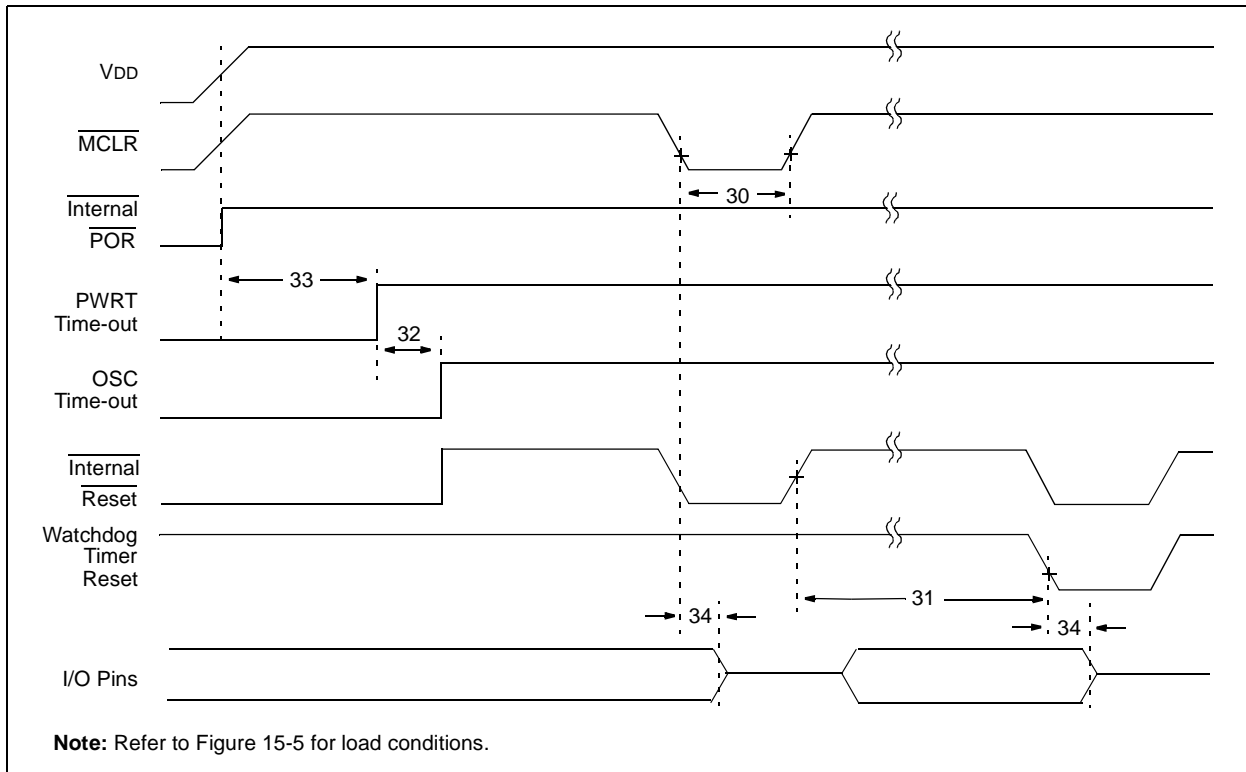 VDD
MCLR
30
Internal
POR
33
PWRT
Time-out
32
OSC
Time-out
Internal
Reset
Watchdog
Timer
Reset
31
34
34
I/O Pins
Note: Refer to Figure 15-5 for load conditions.